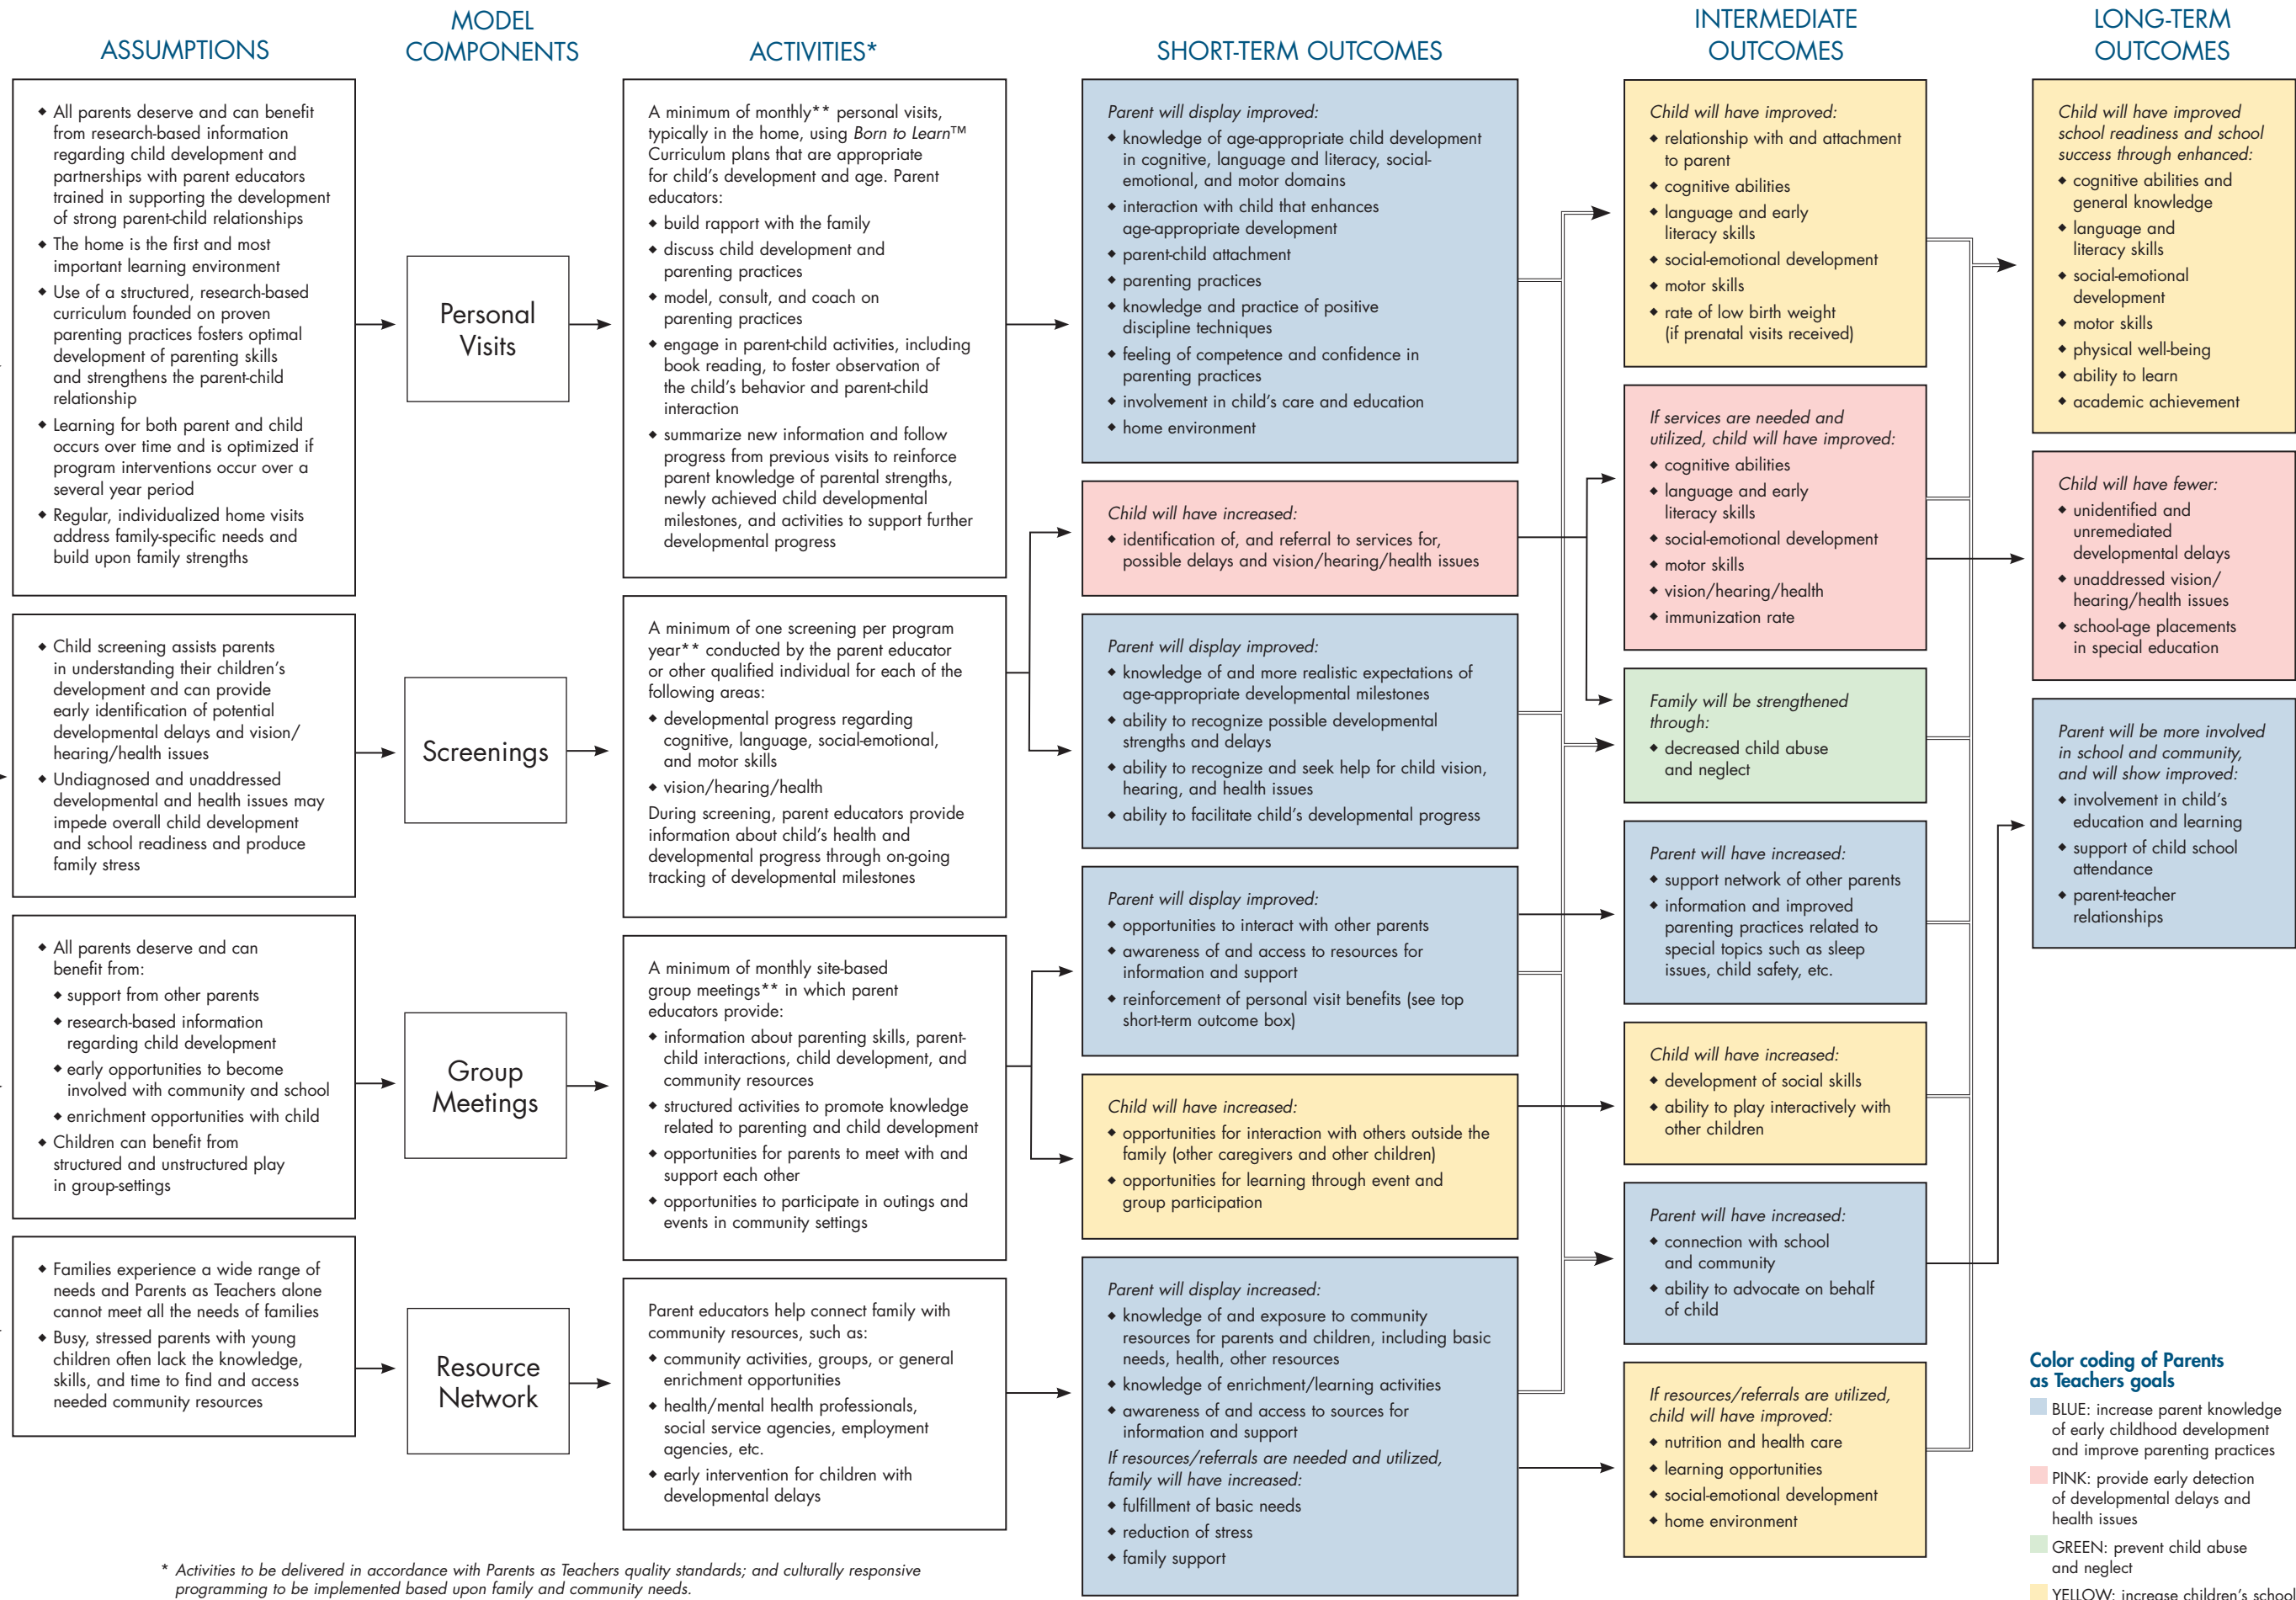 ASSUMPTIONS
MODEL
COMPONENTS
ACTIVITIES*
SHORT-TERM OUTCOMES
INTERMEDIATE
OUTCOMES
LONG-TERM
OUTCOMES
◆ All parents deserve and can benefit
from research-based information
regarding child development and
partnerships with parent educators
trained in supporting the development
of strong parent-child relationships
◆ The home is the first and most
important learning environment
◆ Use of a structured, research-based
curriculum founded on proven
parenting practices fosters optimal
development of parenting skills
and strengthens the parent-child
relationship
◆ Learning for both parent and child
occurs over time and is optimized if
program interventions occur over a
several year period
◆ Regular, individualized home visits
address family-specific needs and
build upon family strengths
◆ Child screening assists parents
in understanding their children's
development and can provide
early identification of potential
developmental delays and vision/
hearing/health issues
◆ Undiagnosed and unaddressed
developmental and health issues may
impede overall child development
and school readiness and produce
family stress
◆ All parents deserve and can
benefit from:
◆ support from other parents
◆ research-based information
regarding child development
◆ early opportunities to become
involved with community and school
◆ enrichment opportunities with child
◆ Children can benefit from
structured and unstructured play
in group-settings
◆ Families experience a wide range of
needs and Parents as Teachers alone
cannot meet all the needs of families
◆ Busy, stressed parents with young
children often lack the knowledge,
skills, and time to find and access
needed community resources
Personal
Visits
Screenings
Group
Meetings
Resource
Network
A minimum of monthly** personal visits,
typically in the home, using Born to Learn™
Curriculum plans that are appropriate
for child's development and age. Parent
educators:
◆ build rapport with the family
◆ discuss child development and
parenting practices
◆ model, consult, and coach on
parenting practices
◆ engage in parent-child activities, including
book reading, to foster observation of
the child's behavior and parent-child
interaction
◆ summarize new information and follow
progress from previous visits to reinforce
parent knowledge of parental strengths,
newly achieved child developmental
milestones, and activities to support further
developmental progress
A minimum of one screening per program
year** conducted by the parent educator
or other qualified individual for each of the
following areas:
◆ developmental progress regarding
cognitive, language, social-emotional,
and motor skills
◆ vision/hearing/health
During screening, parent educators provide
information about child's health and
developmental progress through on-going
tracking of developmental milestones
A minimum of monthly site-based
group meetings** in which parent
educators provide:
◆ information about parenting skills, parent-
child interactions, child development, and
community resources
◆ structured activities to promote knowledge
related to parenting and child development
◆ opportunities for parents to meet with and
support each other
◆ opportunities to participate in outings and
events in community settings
Parent educators help connect family with
community resources, such as:
◆ community activities, groups, or general
enrichment opportunities
◆ health/mental health professionals,
social service agencies, employment
agencies, etc.
◆ early intervention for children with
developmental delays
Parent will display improved:
◆ knowledge of age-appropriate child development
in cognitive, language and literacy, social-
emotional, and motor domains
◆ interaction with child that enhances
age-appropriate development
◆ parent-child attachment
◆ parenting practices
◆ knowledge and practice of positive
discipline techniques
◆ feeling of competence and confidence in
parenting practices
◆ involvement in child's care and education
◆ home environment
Child will have increased:
◆ identification of, and referral to services for,
possible delays and vision/hearing/health issues
Parent will display improved:
◆ knowledge of and more realistic expectations of
age-appropriate developmental milestones
◆ ability to recognize possible developmental
strengths and delays
◆ ability to recognize and seek help for child vision,
hearing, and health issues
◆ ability to facilitate child's developmental progress
Parent will display improved:
◆ opportunities to interact with other parents
◆ awareness of and access to resources for
information and support
◆ reinforcement of personal visit benefits (see top
short-term outcome box)
Child will have increased:
◆ opportunities for interaction with others outside the
family (other caregivers and other children)
◆ opportunities for learning through event and
group participation
Parent will display increased:
◆ knowledge of and exposure to community
resources for parents and children, including basic
needs, health, other resources
◆ knowledge of enrichment/learning activities
◆ awareness of and access to sources for
information and support
If resources/referrals are needed and utilized,
family will have increased:
◆ fulfillment of basic needs
◆ reduction of stress
◆ family support
Child will have improved:
◆ relationship with and attachment
to parent
◆ cognitive abilities
◆ language and early
literacy skills
◆ social-emotional development
◆ motor skills
◆ rate of low birth weight
(if prenatal visits received)
If services are needed and
utilized, child will have improved:
◆ cognitive abilities
◆ language and early
literacy skills
◆ social-emotional development
◆ motor skills
◆ vision/hearing/health
◆ immunization rate
Family will be strengthened
through:
◆ decreased child abuse
and neglect
Parent will have increased:
◆ support network of other parents
◆ information and improved
parenting practices related to
special topics such as sleep
issues, child safety, etc.
Child will have increased:
◆ development of social skills
◆ ability to play interactively with
other children
Parent will have increased:
◆ connection with school
and community
◆ ability to advocate on behalf
of child
If resources/referrals are utilized,
child will have improved:
◆ nutrition and health care
◆ learning opportunities
◆ social-emotional development
◆ home environment
Child will have improved
school readiness and school
success through enhanced:
◆ cognitive abilities and
general knowledge
◆ language and
literacy skills
◆ social-emotional
development
◆ motor skills
◆ physical well-being
◆ ability to learn
◆ academic achievement
Child will have fewer:
◆ unidentified and
unremediated
developmental delays
◆ unaddressed vision/
hearing/health issues
◆ school-age placements
in special education
Parent will be more involved
in school and community,
and will show improved:
◆ involvement in child's
education and learning
◆ support of child school
attendance
◆ parent-teacher
relationships
Color coding of Parents
as Teachers goals
BLUE: increase parent knowledge
of early childhood development
and improve parenting practices
PINK: provide early detection
of developmental delays and
health issues
GREEN: prevent child abuse
and neglect
YELLOW: increase children's school
* Activities to be delivered in accordance with Parents as Teachers quality standards; and culturally responsive
programming to be implemented based upon family and community needs.